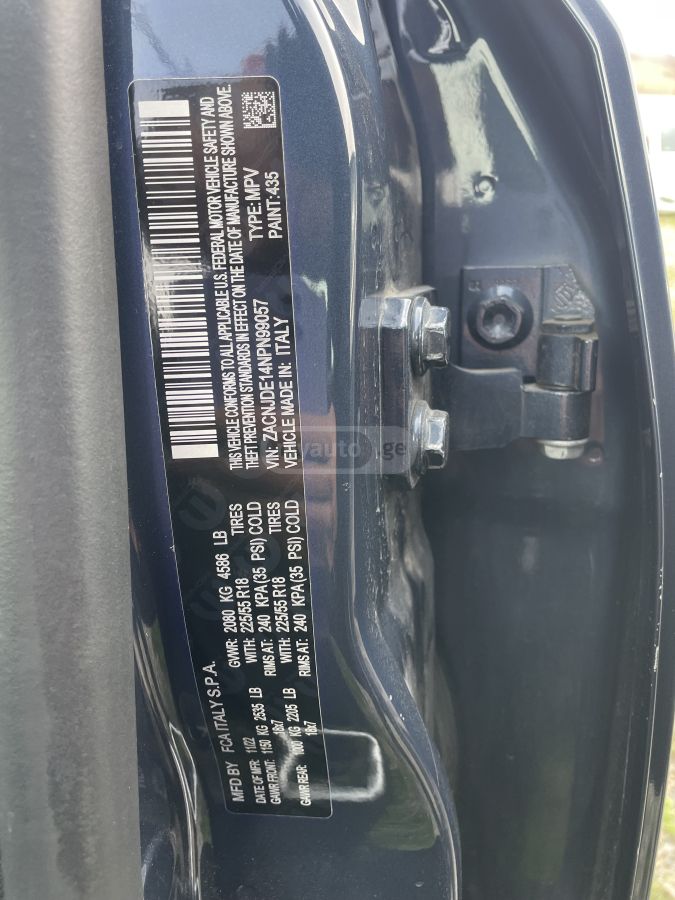 MFD BY FCA ITALY S.P.A.
DATE OF MFR: 11/22 GVWR: 2080 KG 4586 LB
GAWR FRONT: 1150 KG 2535 LB WITH: 225/55 R18 TIRES
18x7 RIMS AT: 240 KPA(35 PSI) COLD
GAWR REAR: 1000 KG 2205 LB WITH: 225/55 R18 TIRES
18x7 RIMS AT: 240 KPA(35 PSI) COLD
THIS VEHICLE CONFORMS TO ALL APPLICABLE U.S. FEDERAL MOTOR VEHICLE SAFETY AND
THEFT PREVENTION STANDARDS IN EFFECT ON THE DATE OF MANUFACTURE SHOWN ABOVE.
VIN: ZACNJDE14NPN99057 TYPE: MPV
VEHICLE MADE IN: ITALY PAINT: 435